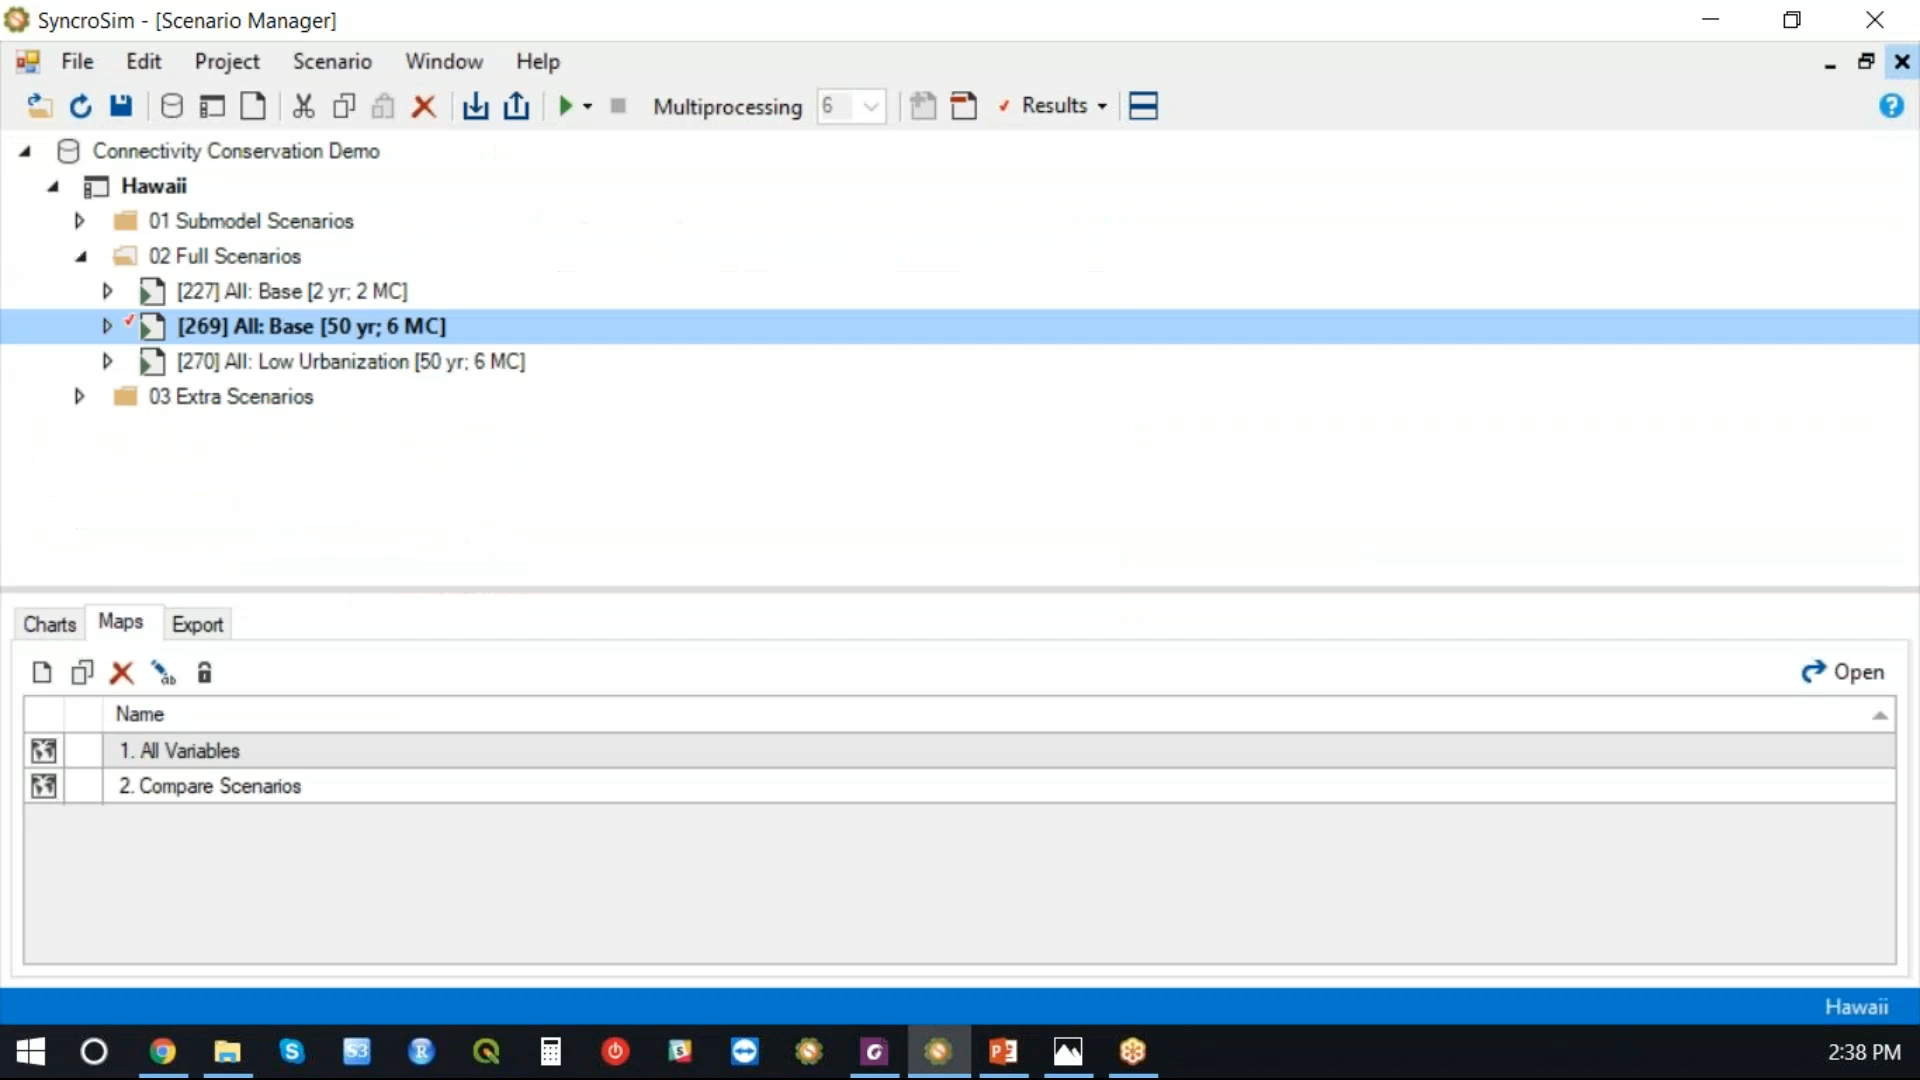 SyncroSim - [Scenario Manager]
File Edit Project Scenario Window Help
Multiprocessing 6 Results
Connectivity Conservation Demo
Hawaii
01 Submodel Scenarios
02 Full Scenarios
[227] All: Base [2 yr; 2 MC]
[269] All: Base [50 yr; 6 MC]
[270] All: Low Urbanization [50 yr; 6 MC]
03 Extra Scenarios
Charts Maps Export
ab Open
Name
1. All Variables
2. Compare Scenarios
Hawaii
S S3 R P 2:38 PM